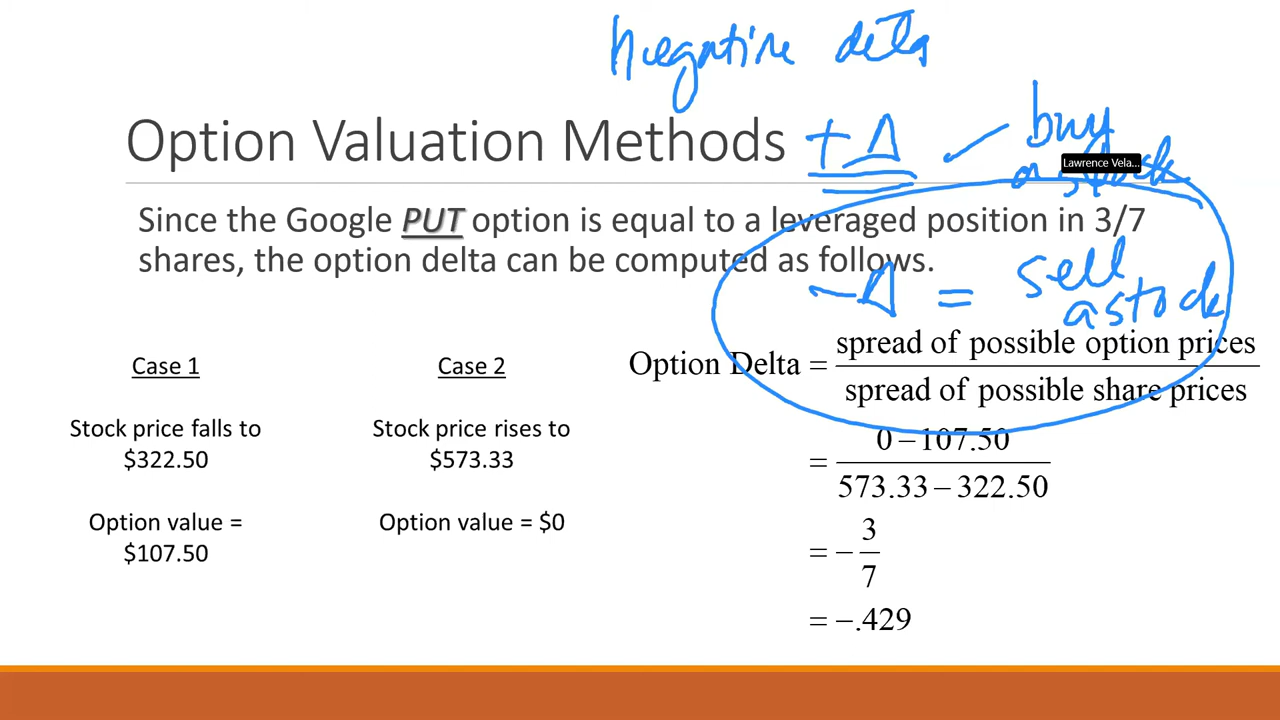 negative delta
Option Valuation Methods + Δ ✓ buy
Lawrence Vela...
a stock
Since the Google PUT option is equal to a leveraged position in 3/7
shares, the option delta can be computed as follows.
-Δ = sell
a stock
Case 1
Stock price falls to
$322.50
Option value =
$107.50
Case 2
Stock price rises to
$573.33
Option value = $0
Option Delta = spread of possible option prices
spread of possible share prices
= 0 – 107.50
573.33 – 322.50
= – 3
7
= –.429